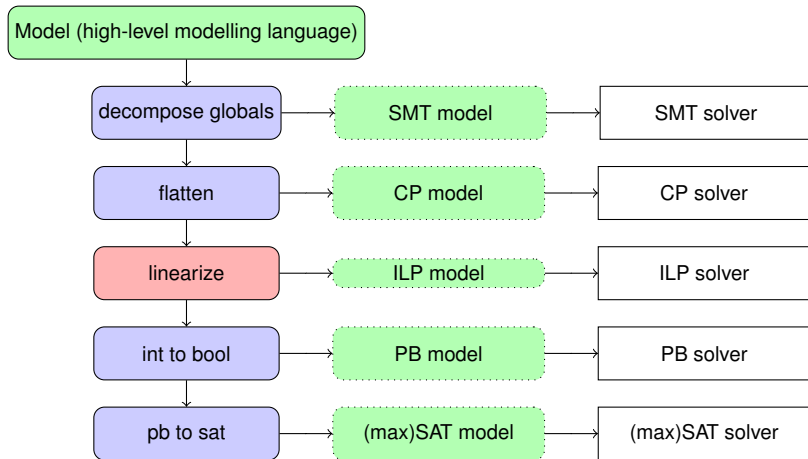 Model (high-level modelling language)
decompose globals
SMT model
SMT solver
flatten
CP model
CP solver
linearize
ILP model
ILP solver
int to bool
PB model
PB solver
pb to sat
(max)SAT model
(max)SAT solver